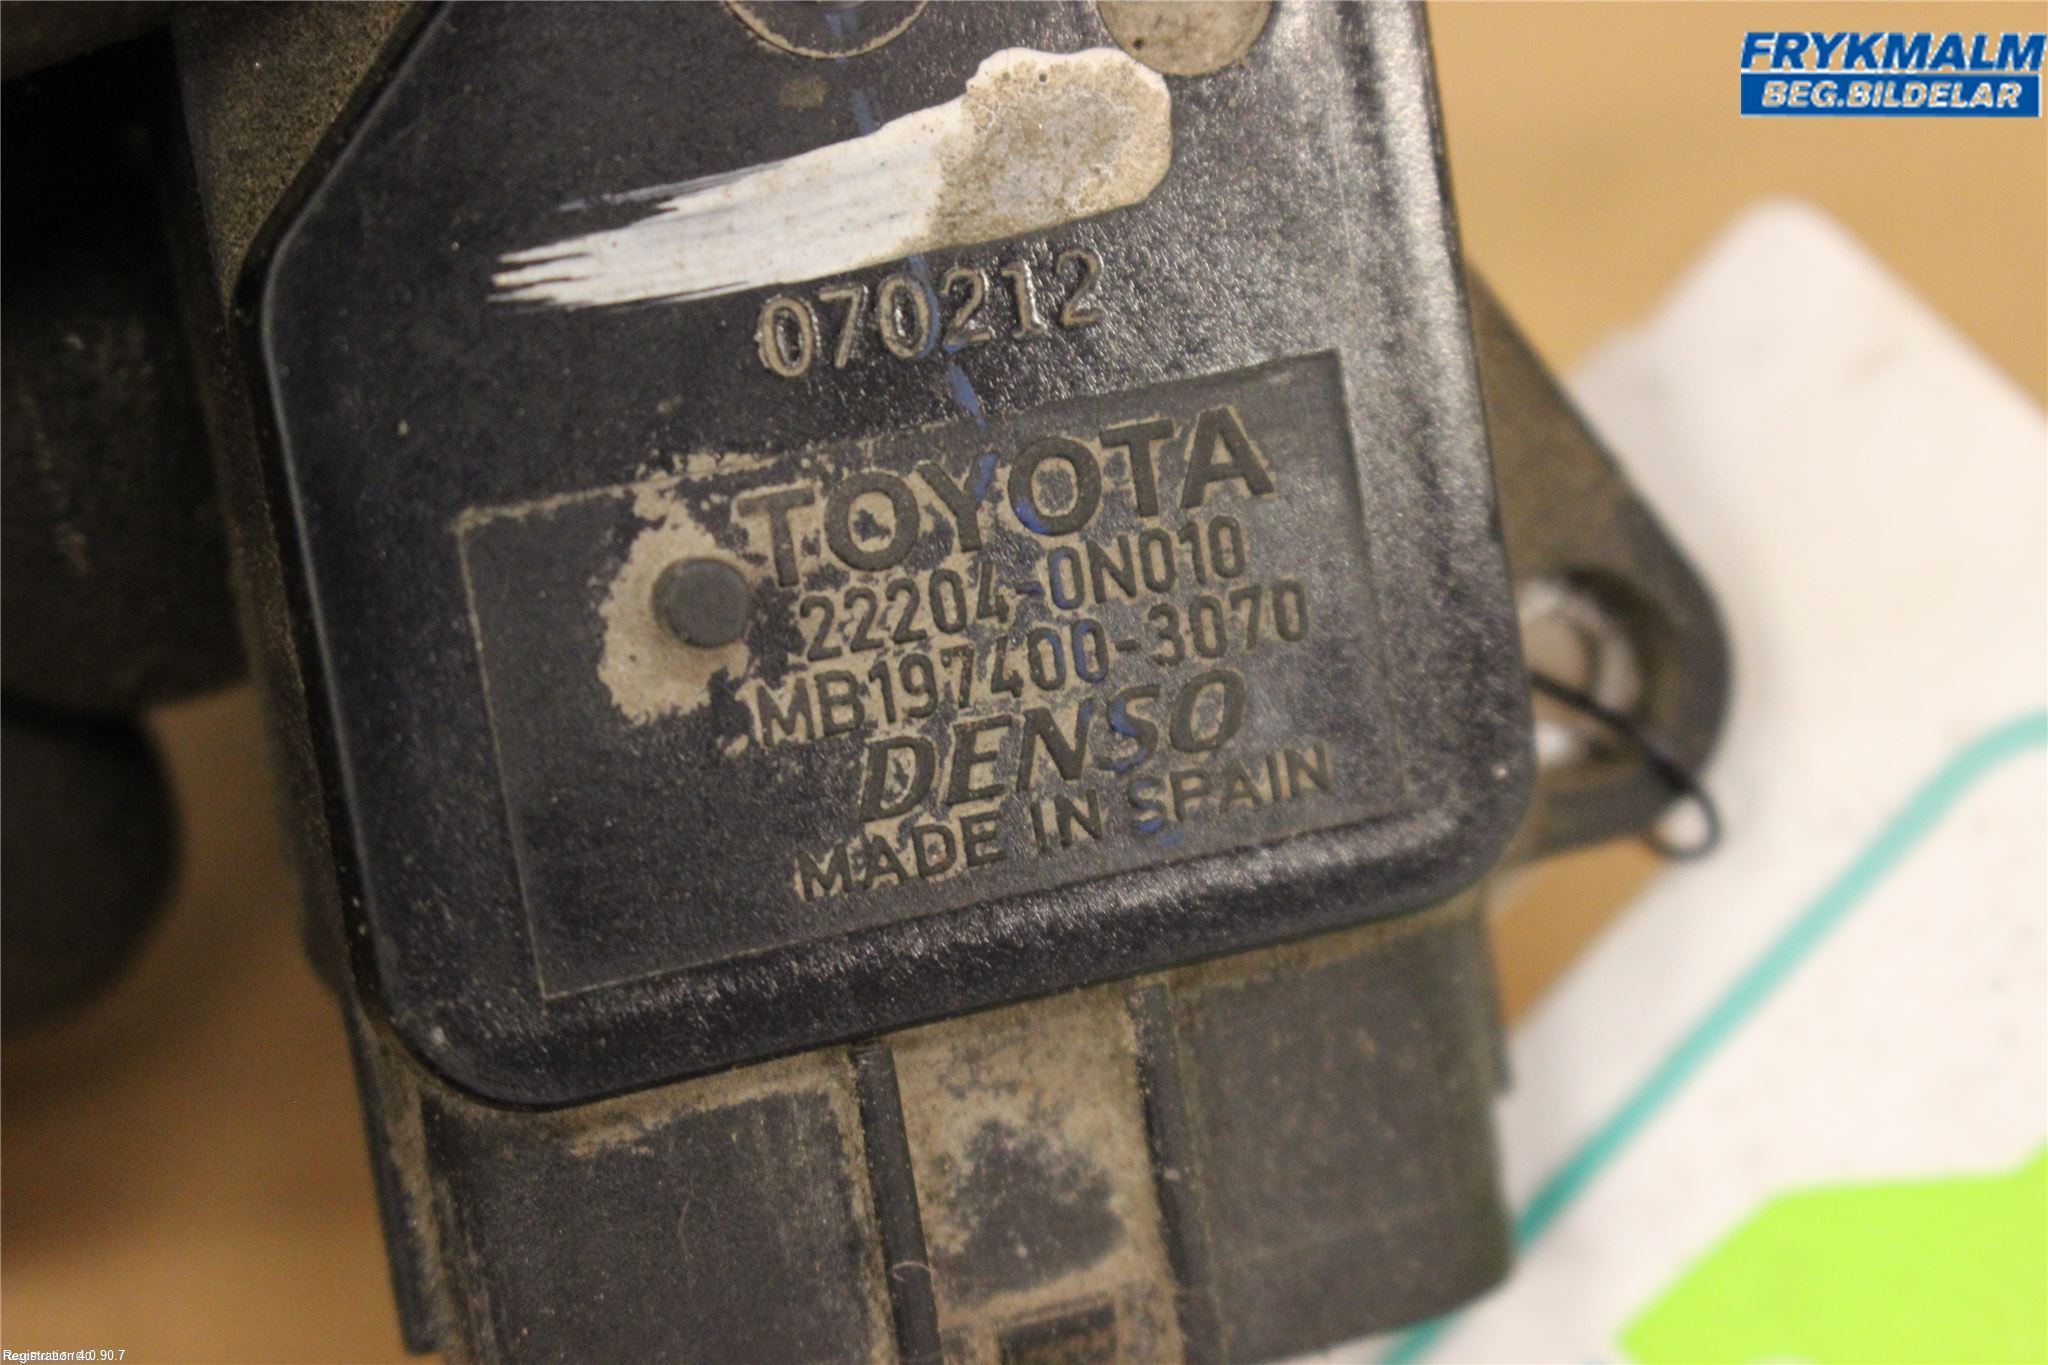 FRYKMALM
BEG.BILDELAR
070212
TOYOTA
22204-0N010
MB197400-3070
DENSO
MADE IN SPAIN